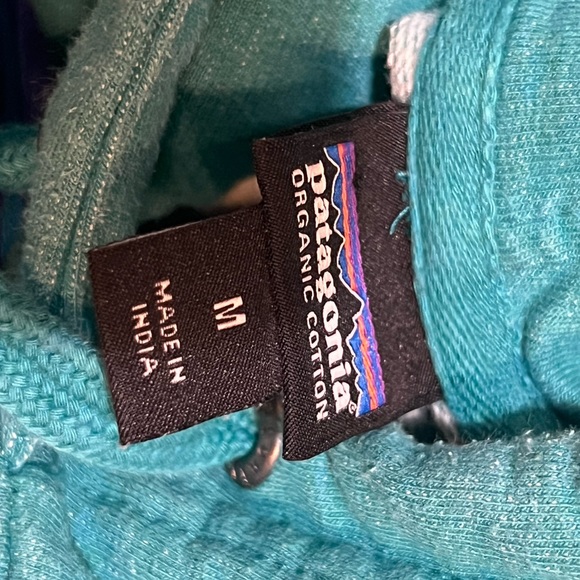 patagonia®
ORGANIC COTTON
M
MADE IN
INDIA